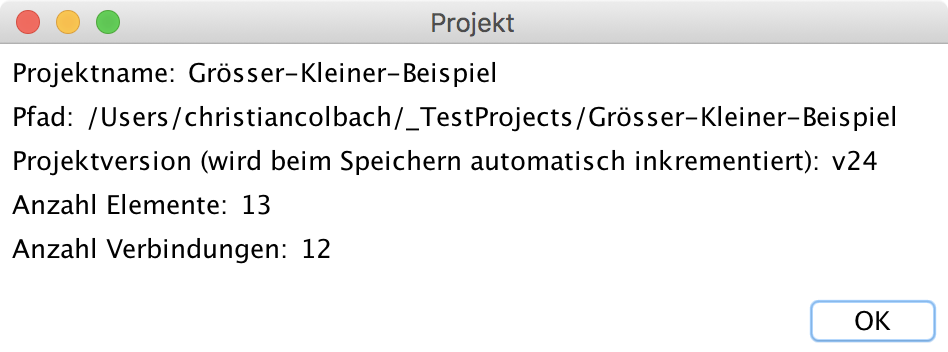 Projekt
Projektname: Grösser-Kleiner-Beispiel
Pfad: /Users/christiancolbach/_TestProjects/Grösser-Kleiner-Beispiel
Projektversion (wird beim Speichern automatisch inkrementiert): v24
Anzahl Elemente: 13
Anzahl Verbindungen: 12
OK